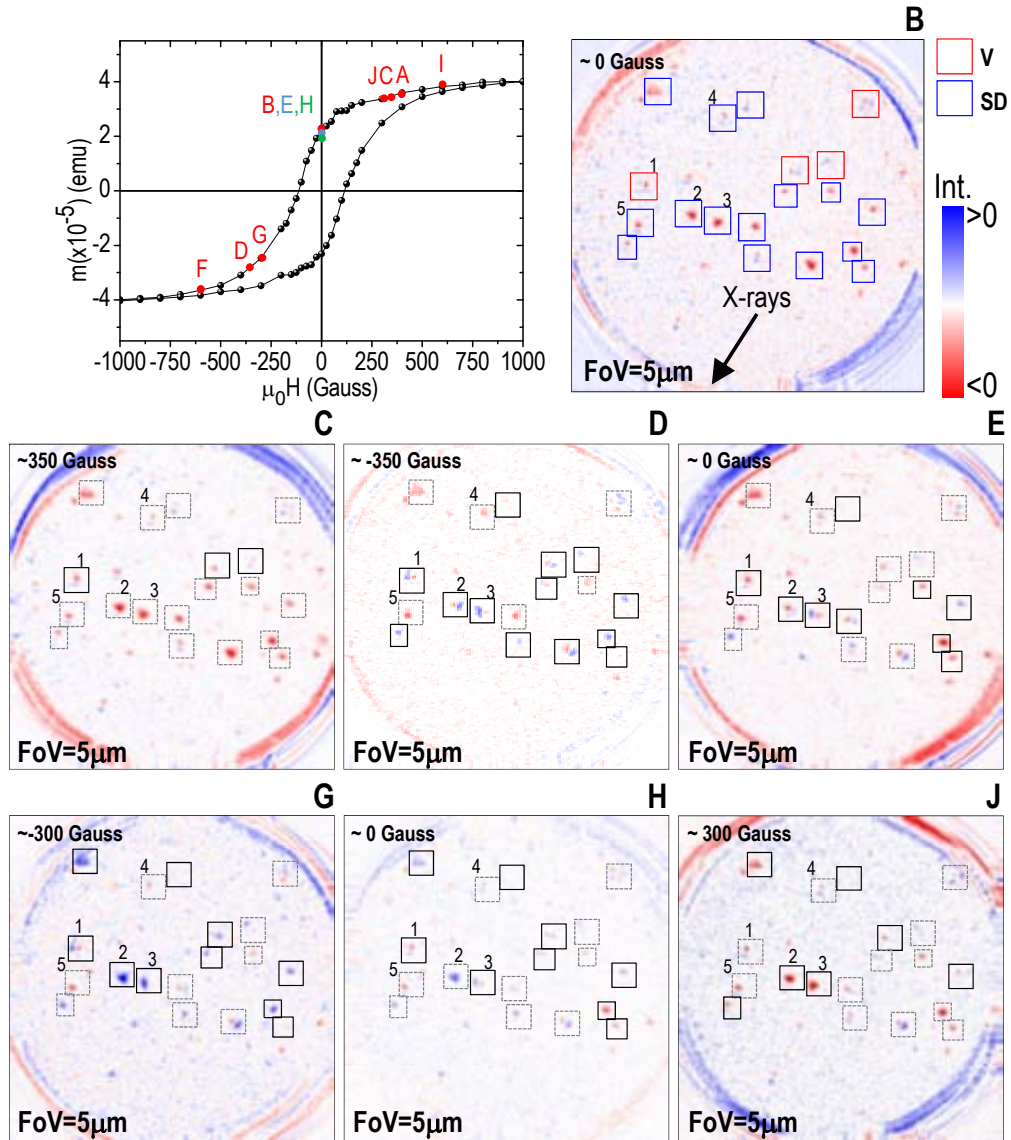 B
V
SD
Int.
>0
<0
~ 0 Gauss
4
1
2
3
5
X-rays
FoV=5μm
4
2
0
-2
-4
m(x10⁻⁵) (emu)
B,E,H
JCA
I
G
D
F
-1000 -750 -500 -250 0 250 500 750 1000
μ₀H (Gauss)
C
~350 Gauss
4
1
2
3
5
FoV=5μm
D
~ -350 Gauss
4
1
2
3
5
FoV=5μm
E
~ 0 Gauss
4
1
2
3
5
FoV=5μm
G
~-300 Gauss
4
1
2
3
5
FoV=5μm
H
~ 0 Gauss
4
1
2
3
5
FoV=5μm
J
~ 300 Gauss
4
1
2
3
5
FoV=5μm